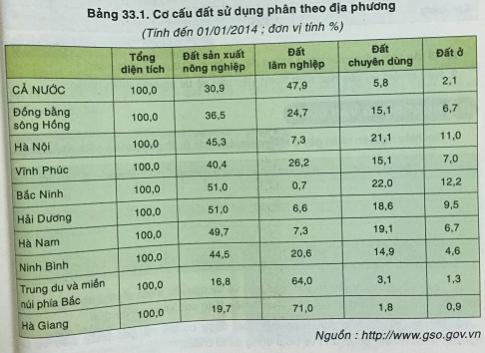 Bảng 33.1. Cơ cấu đất sử dụng phân theo địa phương
(Tính đến 01/01/2014 ; đơn vị tính %)
Tổng diện tích Đất sản xuất nông nghiệp Đất lâm nghiệp Đất chuyên dùng Đất ở
CẢ NƯỚC 100,0 30,9 47,9 5,8 2,1
Đồng bằng sông Hồng 100,0 36,5 24,7 15,1 6,7
Hà Nội 100,0 45,3 7,3 21,1 11,0
Vĩnh Phúc 100,0 40,4 26,2 15,1 7,0
Bắc Ninh 100,0 51,0 0,7 22,0 12,2
Hải Dương 100,0 51,0 6,6 18,6 9,5
Hà Nam 100,0 49,7 7,3 19,1 6,7
Ninh Bình 100,0 44,5 20,6 14,9 4,6
Trung du và miền núi phía Bắc 100,0 16,8 64,0 3,1 1,3
Hà Giang 100,0 19,7 71,0 1,8 0,9
Nguồn : http://www.gso.gov.vn